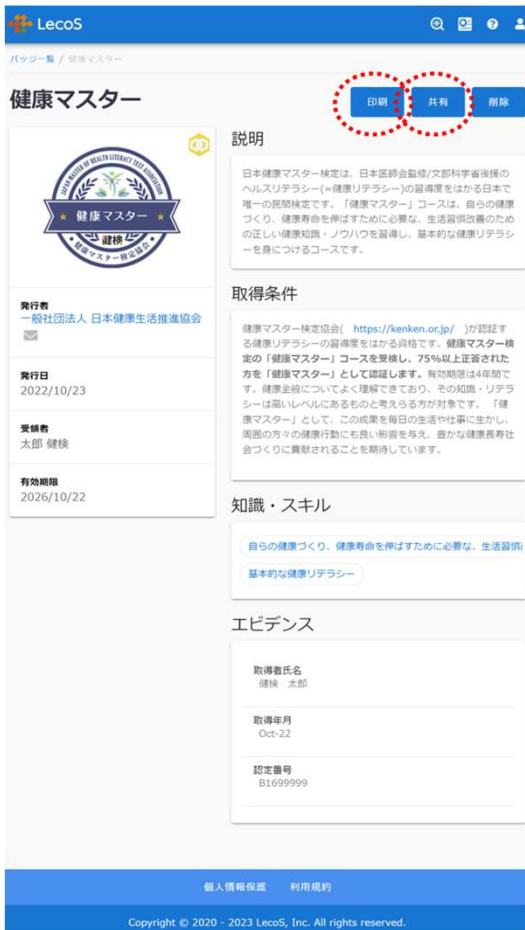 LecoS
バッジ一覧 / 健康マスター
健康マスター
印刷
共有
削除
JAPAN MASTER OF HEALTH LITERACY TEST ASSOCIATION
健康マスター
健検
健康マスター検定協会
発行者
一般社団法人 日本健康生活推進協会
発行日
2022/10/23
受領者
太郎 健検
有効期限
2026/10/22
説明
日本健康マスター検定は、日本医師会監修/文部科学省後援の
ヘルスリテラシー(=健康リテラシー)の習得度をはかる日本で
唯一の民間検定です。「健康マスター」コースは、自らの健康
づくり、健康寿命を伸ばすために必要な、生活習慣改善のため
の正しい健康知識・ノウハウを習得し、基本的な健康リテラシ
ーを身につけるコースです。
取得条件
健康マスター検定協会( https://kenken.or.jp/ )が認証す
る健康リテラシーの習得度をはかる資格です。健康マスター検
定の「健康マスター」コースを受検し、75%以上正答された
方を「健康マスター」として認証します。有効期限は4年間で
す。健康全般についてよく理解できており、その知識・リテラ
シーは高いレベルにあるものと考えらる方が対象です。 「健
康マスター」として、この成果を毎日の生活や仕事に生かし、
周囲の方々の健康行動にも良い影響を与え、豊かな健康長寿社
会づくりに貢献されることを期待しています。
知識・スキル
自らの健康づくり、健康寿命を伸ばすために必要な、生活習慣
基本的な健康リテラシー
エビデンス
取得者氏名
健検 太郎
取得年月
Oct-22
認定番号
B1699999
個人情報保護 利用規約
Copyright © 2020 - 2023 LecoS, Inc. All rights reserved.